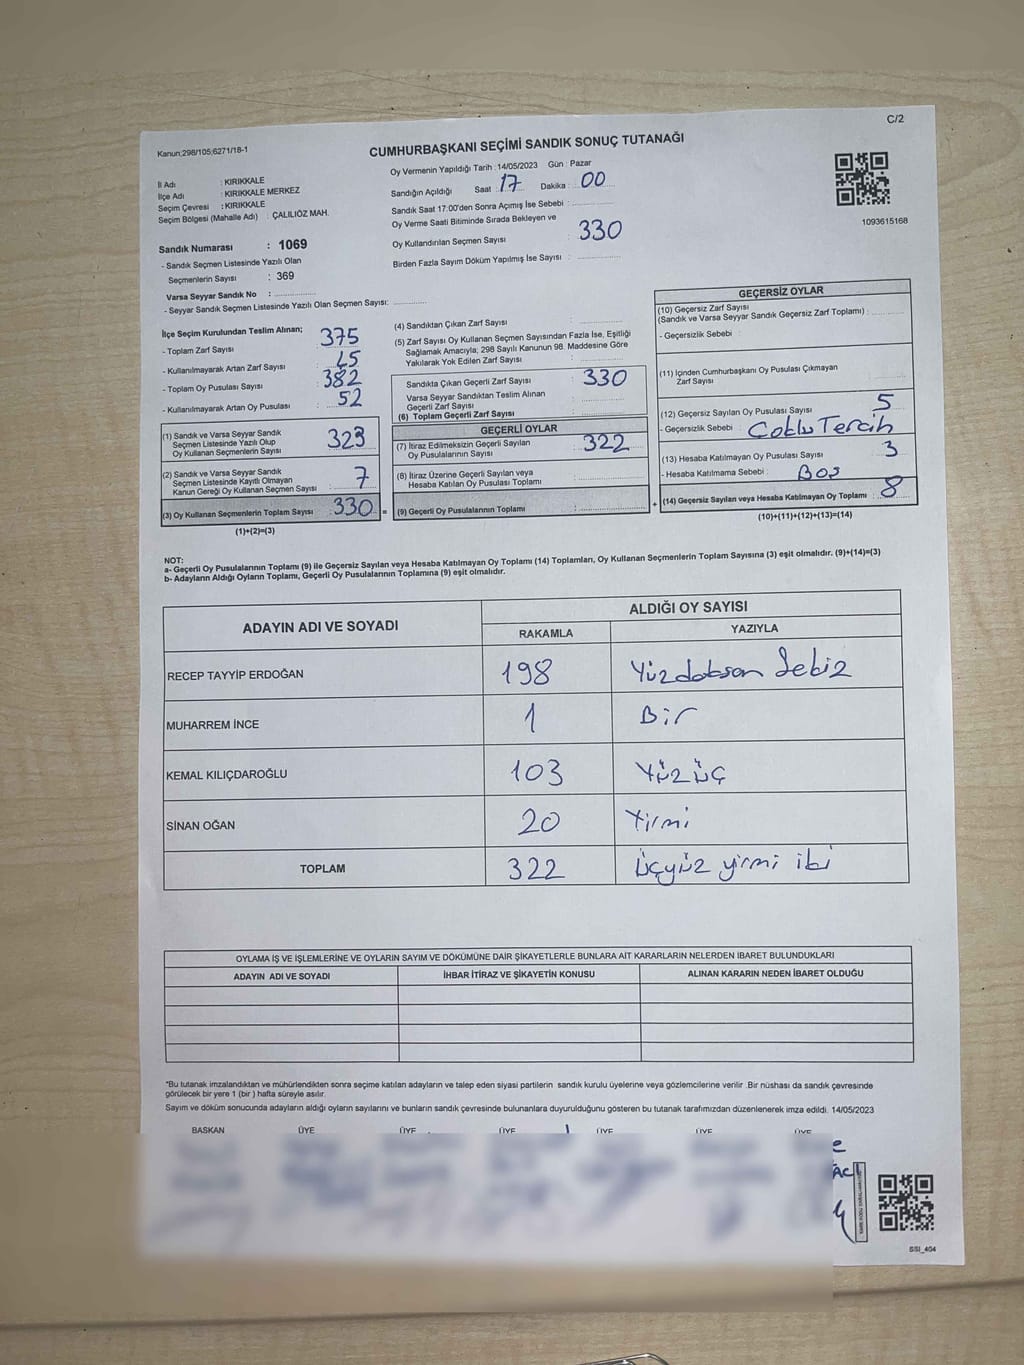 C/2
Kanun;298/105;6271/18-1
CUMHURBAŞKANI SEÇİMİ SANDIK SONUÇ TUTANAĞI
İl Adı : KIRIKKALE
İlçe Adı : KIRIKKALE MERKEZ
Seçim Çevresi : KIRIKKALE
Seçim Bölgesi (Mahalle Adı) : ÇALILIÖZ MAH.
Sandık Numarası : 1069
- Sandık Seçmen Listesinde Yazılı Olan
Seçmenlerin Sayısı : 369
Varsa Seyyar Sandık No :
- Seyyar Sandık Seçmen Listesinde Yazılı Olan Seçmen Sayısı:
Oy Vermenin Yapıldığı Tarih : 14/05/2023 Gün : Pazar
Sandığın Açıldığı Saat : 17 Dakika : 00
Sandık Saat 17:00'den Sonra Açımış İse Sebebi :
Oy Verme Saati Bitiminde Sırada Bekleyen ve
Oy Kullandırılan Seçmen Sayısı : 330
Birden Fazla Sayım Döküm Yapılmış İse Sayısı :
1093615168
İlçe Seçim Kurulundan Teslim Alınan;
- Toplam Zarf Sayısı 375
- Kullanılmayarak Artan Zarf Sayısı : 45
- Toplam Oy Pusulası Sayısı : 382
- Kullanılmayarak Artan Oy Pusulası : 52
(1) Sandık ve Varsa Seyyar Sandık
Seçmen Listesinde Yazılı Olup
Oy Kullanan Seçmenlerin Sayısı 323
(2) Sandık ve Varsa Seyyar Sandık
Seçmen Listesinde Kayıtlı Olmayan
Kanun Gereği Oy Kullanan Seçmen Sayısı 7
(3) Oy Kullanan Seçmenlerin Toplam Sayısı : 330
(1)+(2)=(3)
=
(4) Sandıktan Çıkan Zarf Sayısı :
(5) Zarf Sayısı Oy Kullanan Seçmen Sayısından Fazla İse, Eşitliği
Sağlamak Amacıyla; 298 Sayılı Kanunun 98. Maddesine Göre
Yakılarak Yok Edilen Zarf Sayısı :
Sandıkta Çıkan Geçerli Zarf Sayısı : 330
Varsa Seyyar Sandıktan Teslim Alınan
Geçerli Zarf Sayısı :
(6) Toplam Geçerli Zarf Sayısı :
GEÇERLİ OYLAR
(7) İtiraz Edilmeksizin Geçerli Sayılan
Oy Pusulalarının Sayısı : 322
(8) İtiraz Üzerine Geçerli Sayılan veya
Hesaba Katılan Oy Pusulası Toplamı :
(9) Geçerli Oy Pusulalarının Toplamı :
+
GEÇERSİZ OYLAR
(10) Geçersiz Zarf Sayısı
(Sandık ve Varsa Seyyar Sandık Geçersiz Zarf Toplamı) :
- Geçersizlik Sebebi :
(11) İçinden Cumhurbaşkanı Oy Pusulası Çıkmayan
Zarf Sayısı
(12) Geçersiz Sayılan Oy Pusulası Sayısı : 5
- Geçersizlik Sebebi : Çoklu Tercih
(13) Hesaba Katılmayan Oy Pusulası Sayısı : 3
- Hesaba Katılmama Sebebi : Boş
(14) Geçersiz Sayılan veya Hesaba Katılmayan Oy Toplamı : 8
(10)+(11)+(12)+(13)=(14)
NOT:
a- Geçerli Oy Pusulalarının Toplamı (9) ile Geçersiz Sayılan veya Hesaba Katılmayan Oy Toplamı (14) Toplamları, Oy Kullanan Seçmenlerin Toplam Sayısına (3) eşit olmalıdır. (9)+(14)=(3)
b- Adayların Aldığı Oyların Toplamı, Geçerli Oy Pusulalarının Toplamına (9) eşit olmalıdır.
ADAYIN ADI VE SOYADI
ALDIĞI OY SAYISI
RAKAMLA YAZIYLA
RECEP TAYYİP ERDOĞAN 198 Yüzdoksan Sekiz
MUHARREM İNCE 1 Bir
KEMAL KILIÇDAROĞLU 103 Yüzüç
SİNAN OĞAN 20 Yirmi
TOPLAM 322 Üçyüz yirmi iki
OYLAMA İŞ VE İŞLEMLERİNE VE OYLARIN SAYIM VE DÖKÜMÜNE DAİR ŞİKAYETLERLE BUNLARA AİT KARARLARIN NELERDEN İBARET BULUNDUKLARI
ADAYIN ADI VE SOYADI İHBAR İTİRAZ VE ŞİKAYETİN KONUSU ALINAN KARARIN NEDEN İBARET OLDUĞU
*Bu tutanak imzalandıktan ve mühürlendikten sonra seçime katılan adayların ve talep eden siyasi partilerin sandık kurulu üyelerine veya gözlemcilerine verilir .Bir nüshası da sandık çevresinde
görülecek bir yere 1 (bir ) hafta süreyle asılır.
Sayım ve döküm sonucunda adayların aldığı oyların sayılarını ve bunların sandık çevresinde bulunanlara duyurulduğunu gösteren bu tutanak tarafımızdan düzenlenerek imza edildi. 14/05/2023
BAŞKAN ÜYE ÜYE ÜYE ÜYE ÜYE ÜYE
SSI_404